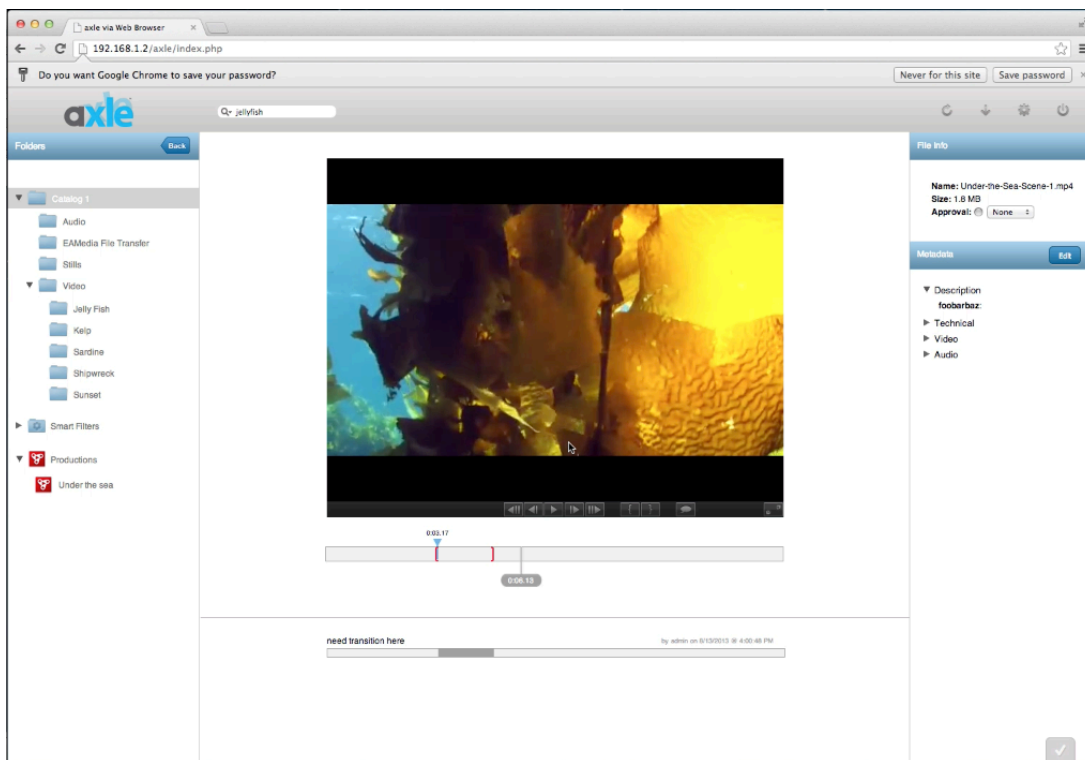 axle via Web Browser
192.168.1.2/axle/index.php
Do you want Google Chrome to save your password?
Never for this site
Save password
axle
jellyfish
Folders
Back
File Info
Catalog 1
Name: Under-the-Sea-Scene-1.mp4
Size: 1.8 MB
Approval: None
Audio
EAMedia File Transfer
Stills
Video
Metadata
Edit
Jelly Fish
Kelp
Sardine
Shipwreck
Sunset
Description
foobarbaz:
Technical
Video
Audio
Smart Filters
Productions
Under the sea
0:03.17
0:06.13
need transition here
by admin on 8/13/2013 @ 4:00:48 PM